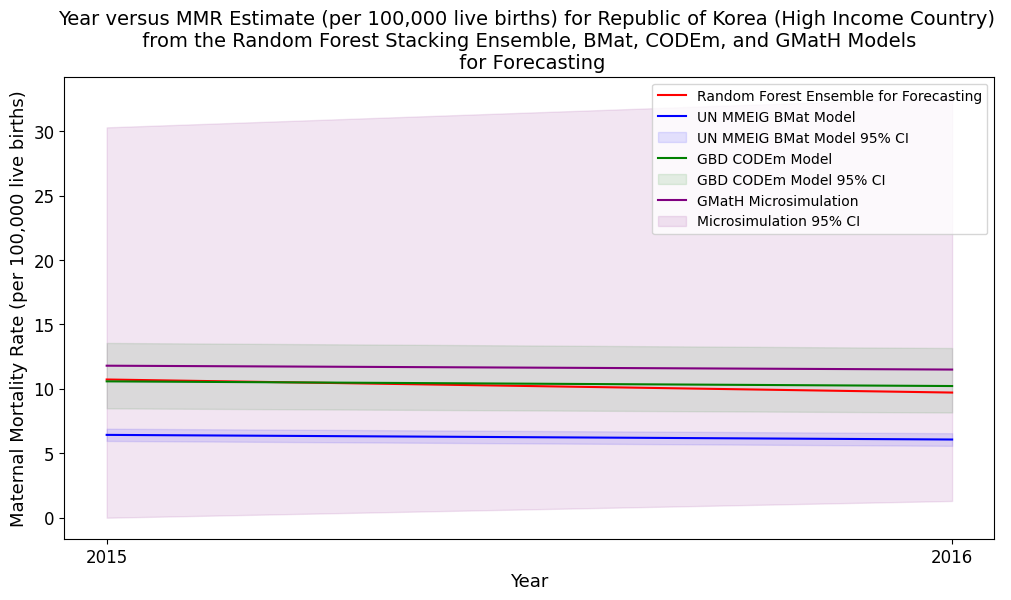 Year versus MMR Estimate (per 100,000 live births) for Republic of Korea (High Income Country)
from the Random Forest Stacking Ensemble, BMat, CODEm, and GMatH Models
for Forecasting
Random Forest Ensemble for Forecasting
UN MMEIG BMat Model
UN MMEIG BMat Model 95% CI
GBD CODEm Model
GBD CODEm Model 95% CI
GMatH Microsimulation
Microsimulation 95% CI
Maternal Mortality Rate (per 100,000 live births)
30
25
20
15
10
5
0
2015
2016
Year